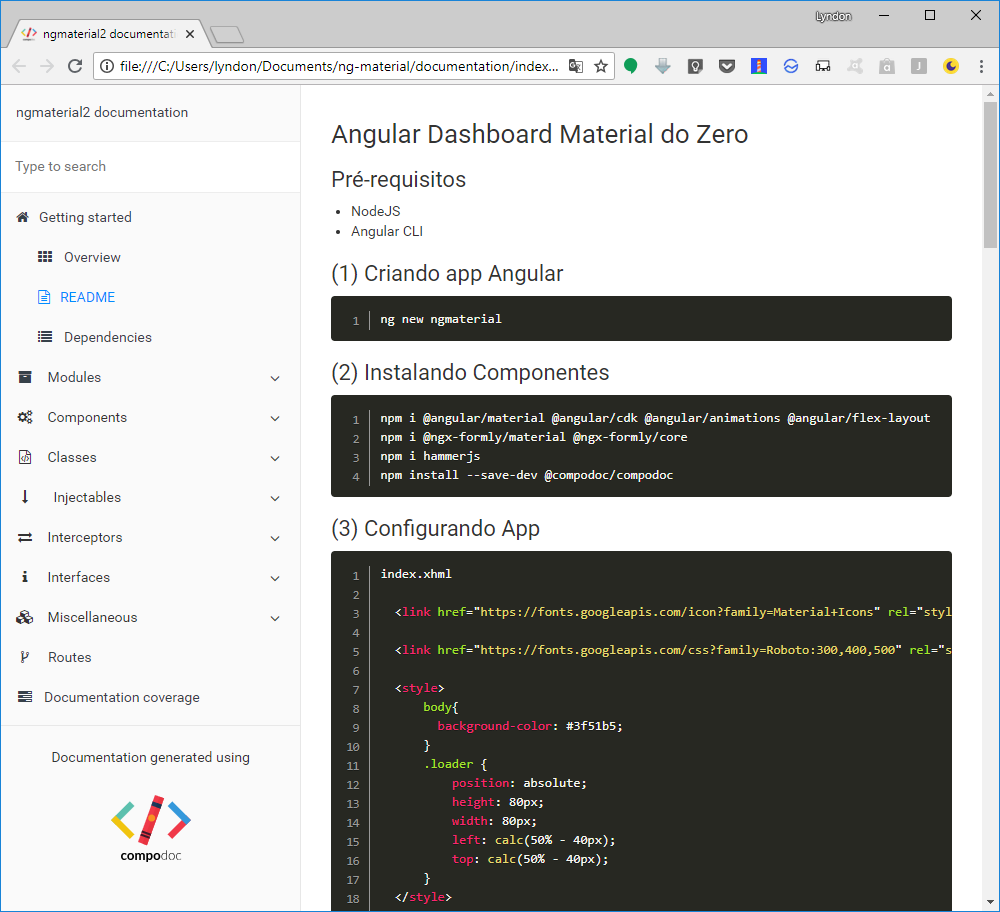 Lyndon
ngmaterial2 documentati
file:///C:/Users/lyndon/Documents/ng-material/documentation/index...
ngmaterial2 documentation
Type to search
Getting started
Overview
README
Dependencies
Modules
Components
Classes
Injectables
Interceptors
Interfaces
Miscellaneous
Routes
Documentation coverage
Documentation generated using
compodoc
Angular Dashboard Material do Zero
Pré-requisitos
• NodeJS
• Angular CLI
(1) Criando app Angular
1 ng new ngmaterial
(2) Instalando Componentes
1 npm i @angular/material @angular/cdk @angular/animations @angular/flex-layout
2 npm i @ngx-formly/material @ngx-formly/core
3 npm i hammerjs
4 npm install --save-dev @compodoc/compodoc
(3) Configurando App
1 index.xhml
2
3 <link href="https://fonts.googleapis.com/icon?family=Material+Icons" rel="styl
4
5 <link href="https://fonts.googleapis.com/css?family=Roboto:300,400,500" rel="s
6
7 <style>
8 body{
9 background-color: #3f51b5;
10 }
11 .loader {
12 position: absolute;
13 height: 80px;
14 width: 80px;
15 left: calc(50% - 40px);
16 top: calc(50% - 40px);
17 }
18 </style>